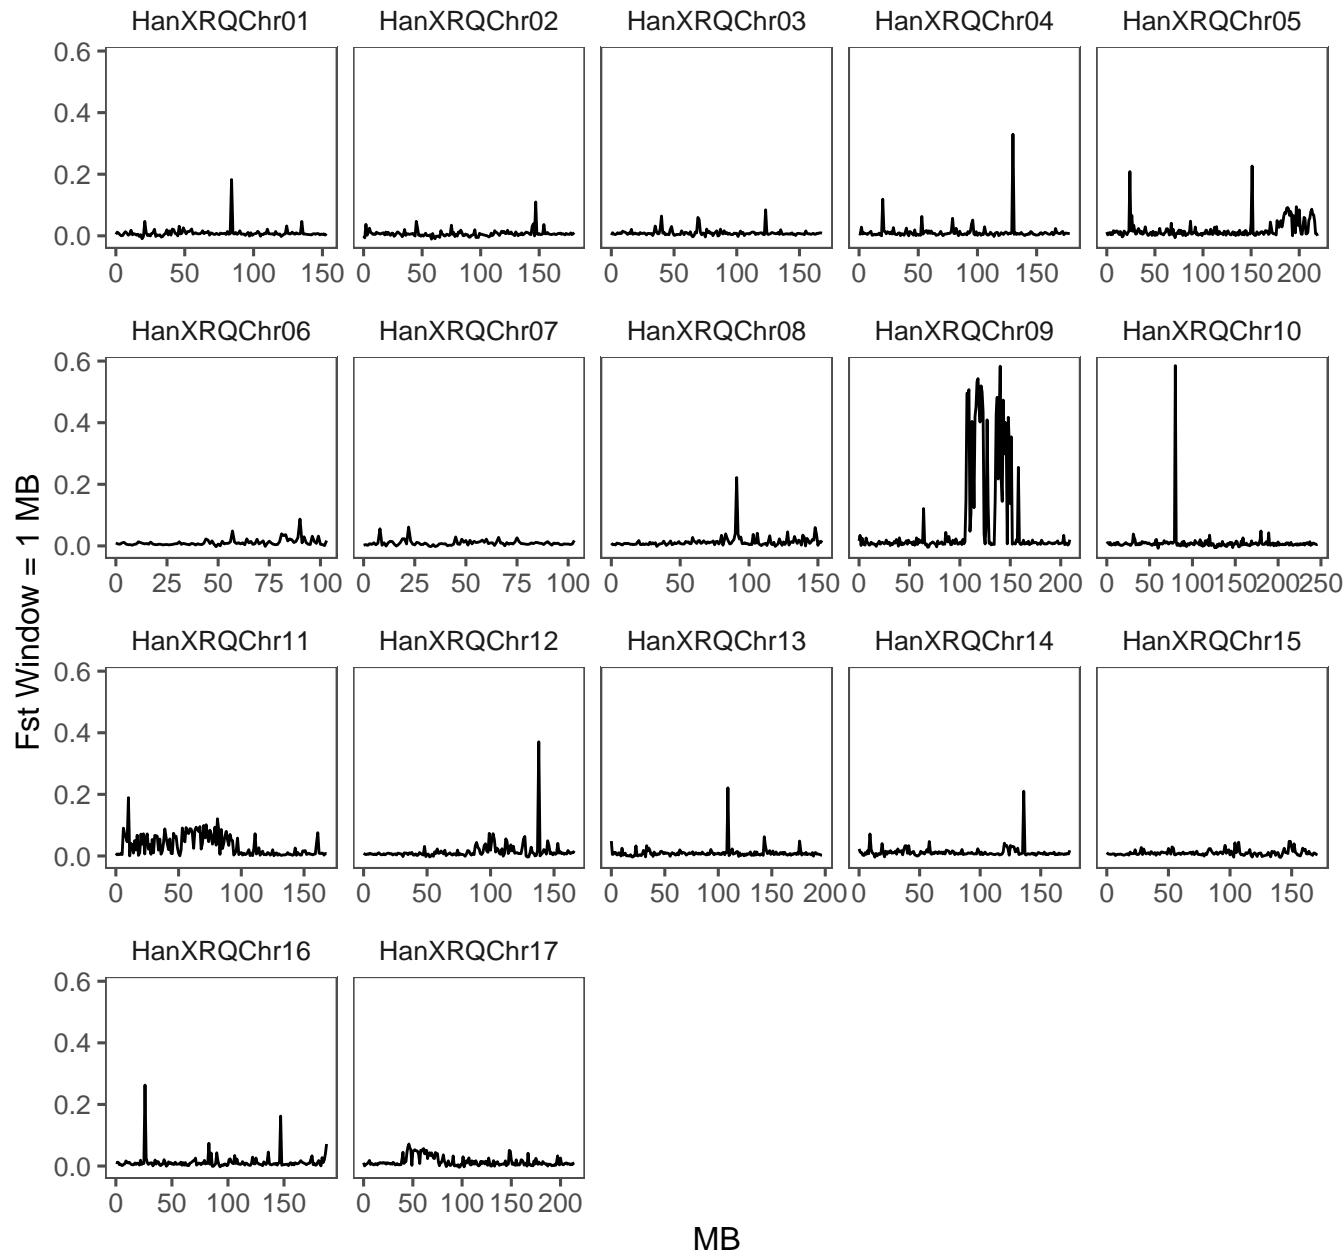 HanXRQChr01 HanXRQChr02 HanXRQChr03 HanXRQChr04 HanXRQChr05
0.6
0.4
0.2
0.0
0 50 100 150 0 50 100 150 0 50 100 150 0 50 100 150 0 50 100 150 200
HanXRQChr06 HanXRQChr07 HanXRQChr08 HanXRQChr09 HanXRQChr10
0.6
0.4
0.2
0.0
0 25 50 75 100 0 25 50 75 100 0 50 100 150 0 50 100 150 200 0 50 100 150 200 250
Fst Window = 1 MB
HanXRQChr11 HanXRQChr12 HanXRQChr13 HanXRQChr14 HanXRQChr15
0.6
0.4
0.2
0.0
0 50 100 150 0 50 100 150 0 50 100 150 200 0 50 100 150 0 50 100 150
HanXRQChr16 HanXRQChr17
0.6
0.4
0.2
0.0
0 50 100 150 0 50 100 150 200
MB